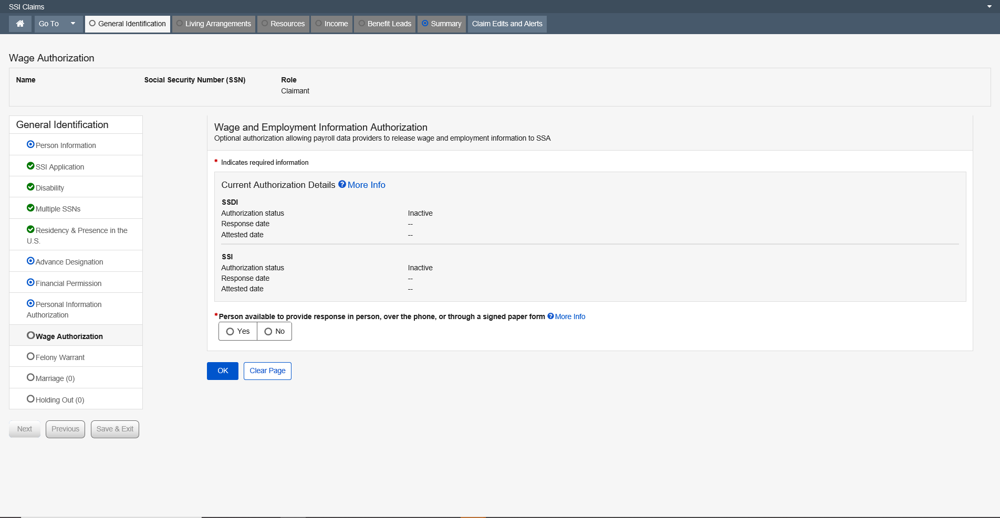 SSI Claims
Go To
General Identification
Living Arrangements
Resources
Income
Benefit Leads
Summary
Claim Edits and Alerts
Wage Authorization
Name
Social Security Number (SSN)
Role
Claimant
General Identification
Person Information
SSI Application
Disability
Multiple SSNs
Residency & Presence in the
U.S.
Advance Designation
Financial Permission
Personal Information
Authorization
Wage Authorization
Felony Warrant
Marriage (0)
Holding Out (0)
Next
Previous
Save & Exit
Wage and Employment Information Authorization
Optional authorization allowing payroll data providers to release wage and employment information to SSA
* Indicates required information
Current Authorization Details ? More Info
SSDI
Authorization status Inactive
Response date --
Attested date --
SSI
Authorization status Inactive
Response date --
Attested date --
*Person available to provide response in person, over the phone, or through a signed paper form ? More Info
Yes No
OK
Clear Page